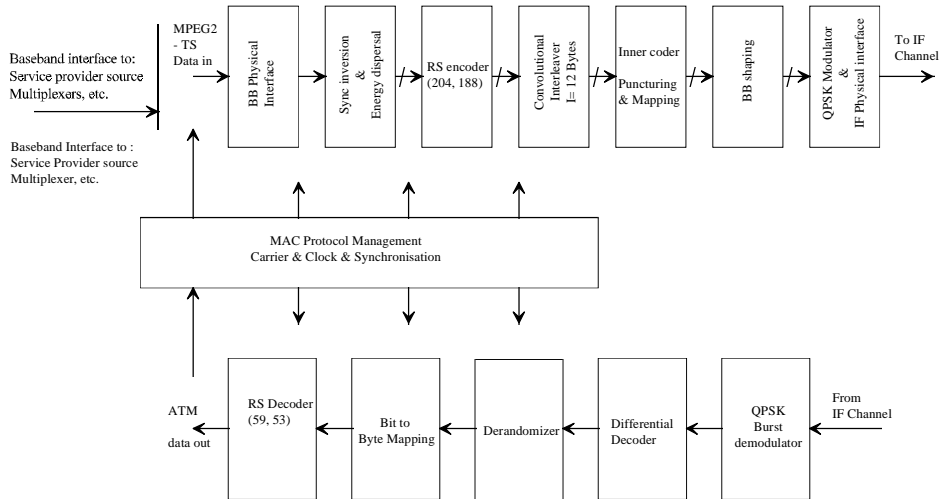 Baseband interface to:
Service provider source
Multiplexers, etc.
Baseband Interface to :
Service Provider source
Multiplexer, etc.
MPEG2
- TS
Data in
BB Physical
Interface
Sync inversion
&
Energy dispersal
RS encoder
(204, 188)
Convolutional
Interleaver
I= 12 Bytes
Inner coder
Puncturing
& Mapping
BB shaping
QPSK Modulator
&
IF Physical interface
To IF
Channel
MAC Protocol Management
Carrier & Clock & Synchronisation
ATM
data out
RS Decoder
(59, 53)
Bit to
Byte Mapping
Derandomizer
Differential
Decoder
QPSK
Burst
demodulator
From
IF Channel